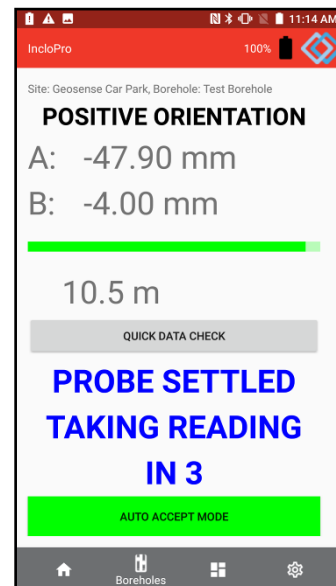 11:14 AM
IncloPro
100%
Site: Geosense Car Park, Borehole: Test Borehole
POSITIVE ORIENTATION
A: -47.90 mm
B: -4.00 mm
10.5 m
QUICK DATA CHECK
PROBE SETTLED
TAKING READING
IN 3
AUTO ACCEPT MODE
Boreholes